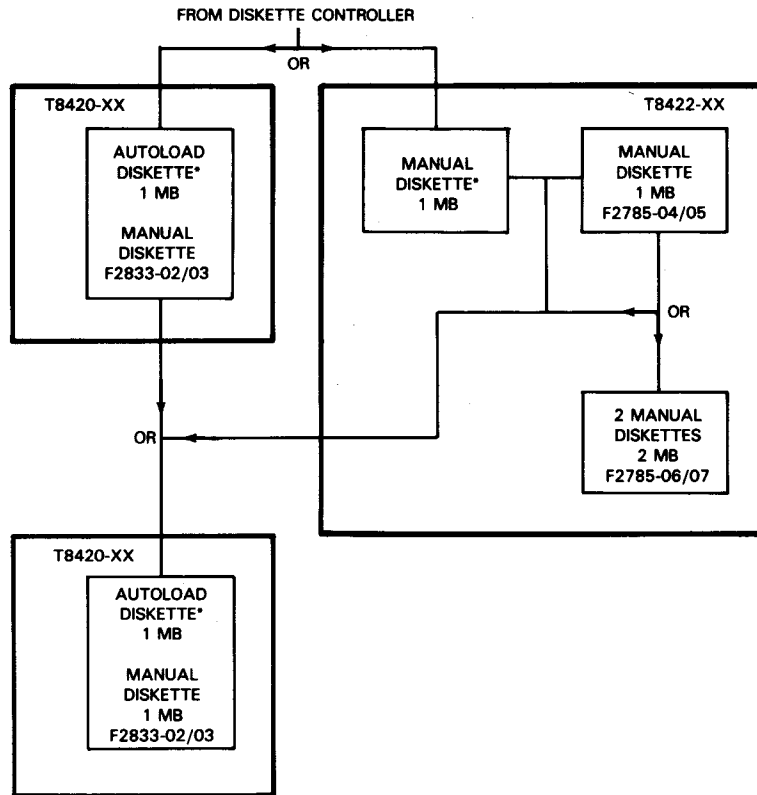 FROM DISKETTE CONTROLLER
OR
T8420-XX
AUTOLOAD
DISKETTE*
1 MB
MANUAL
DISKETTE
F2833-02/03
T8422-XX
MANUAL
DISKETTE*
1 MB
MANUAL
DISKETTE
1 MB
F2785-04/05
OR
2 MANUAL
DISKETTES
2 MB
F2785-06/07
OR
T8420-XX
AUTOLOAD
DISKETTE*
1 MB
MANUAL
DISKETTE
1 MB
F2833-02/03